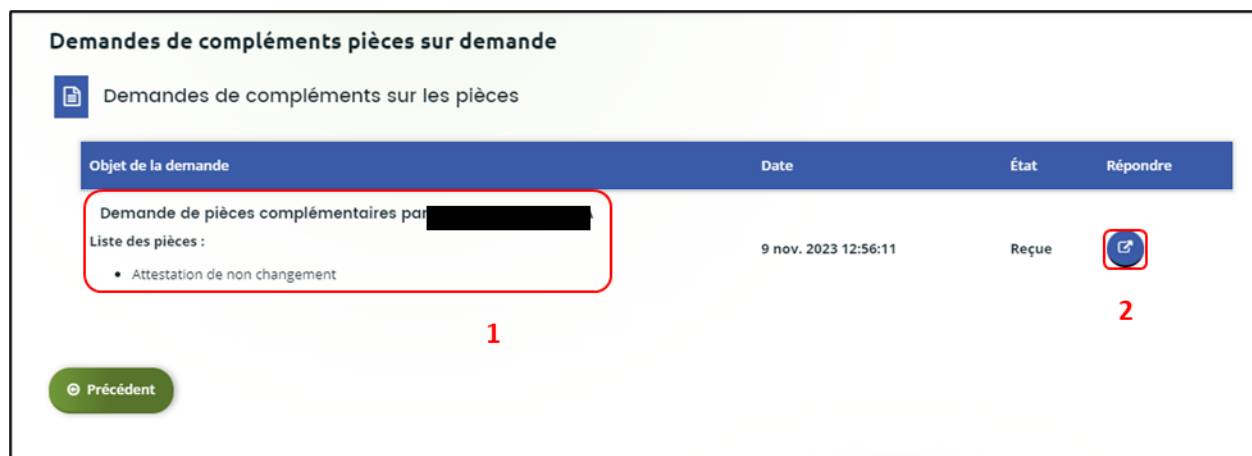 Demandes de compléments pièces sur demande
Demandes de compléments sur les pièces
Objet de la demande Date État Répondre
Demande de pièces complémentaires par
Liste des pièces :
9 nov. 2023 12:56:11 Reçue
Attestation de non changement
1
2
Précédent